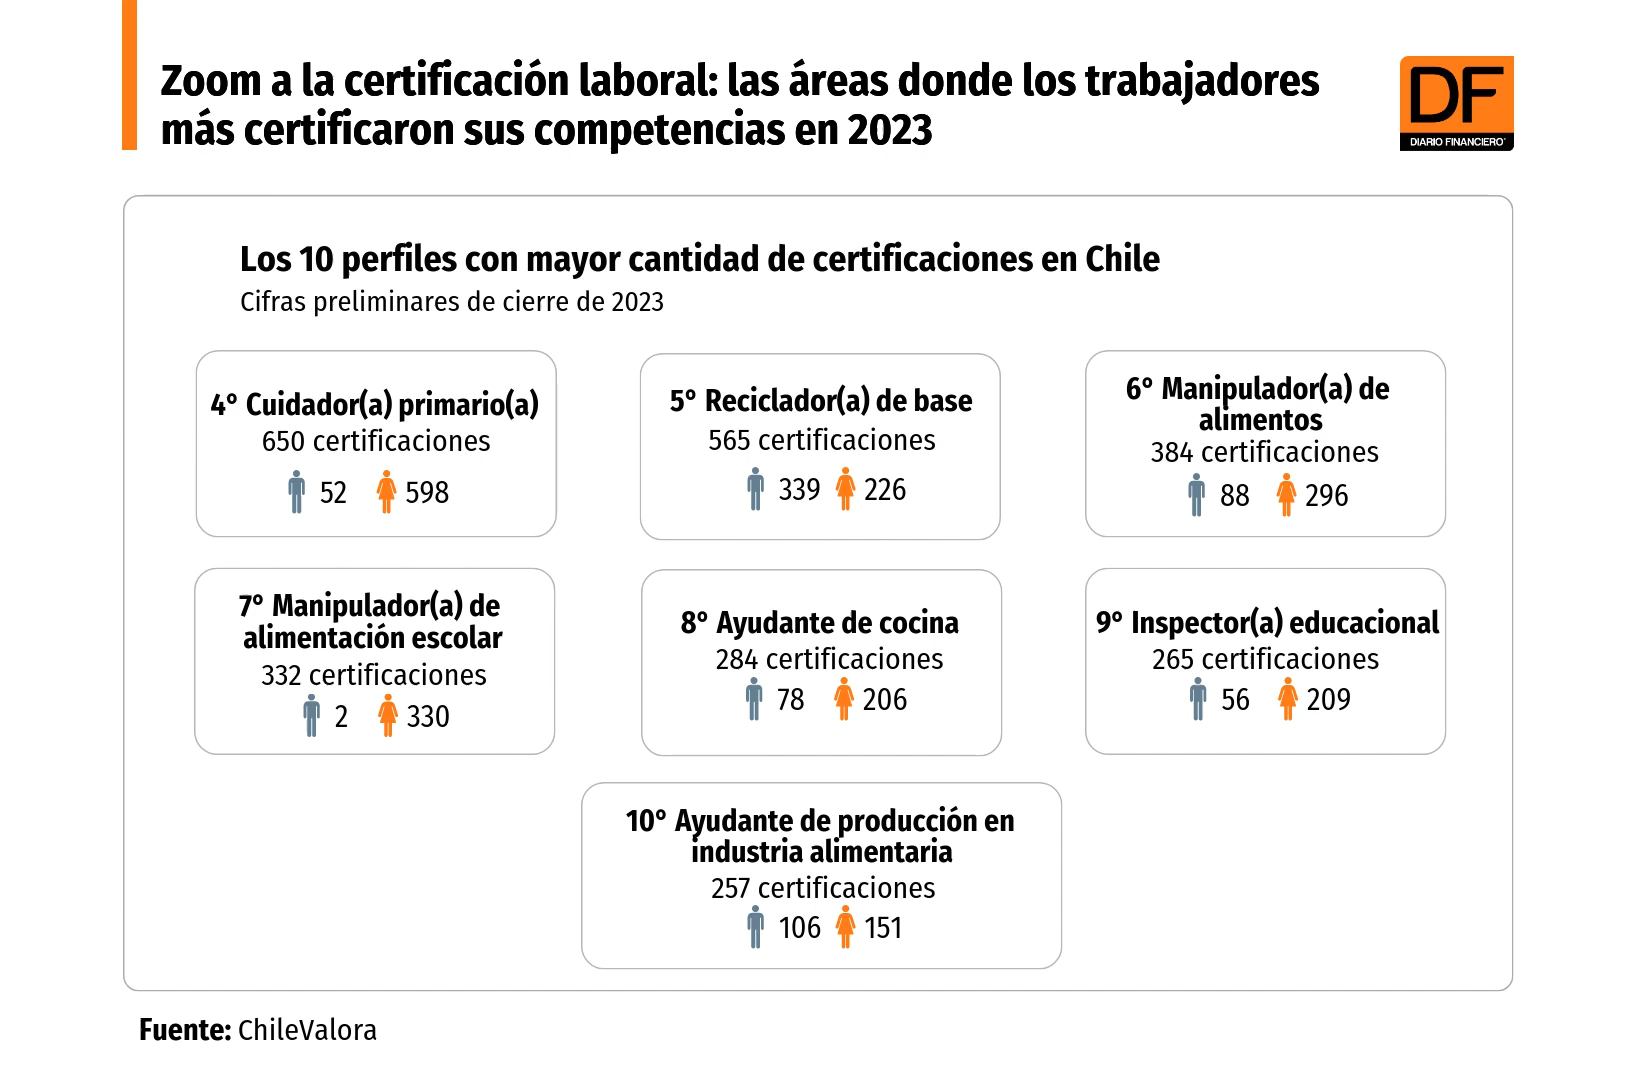 Zoom a la certificación laboral: las áreas donde los trabajadores
más certificaron sus competencias en 2023
DF
DIARIO FINANCIERO
Los 10 perfiles con mayor cantidad de certificaciones en Chile
Cifras preliminares de cierre de 2023
4° Cuidador(a) primario(a)
650 certificaciones
52 598
5° Reciclador(a) de base
565 certificaciones
339 226
6° Manipulador(a) de
alimentos
384 certificaciones
88 296
7° Manipulador(a) de
alimentación escolar
332 certificaciones
2 330
8° Ayudante de cocina
284 certificaciones
78 206
9° Inspector(a) educacional
265 certificaciones
56 209
10° Ayudante de producción en
industria alimentaria
257 certificaciones
106 151
Fuente: ChileValora